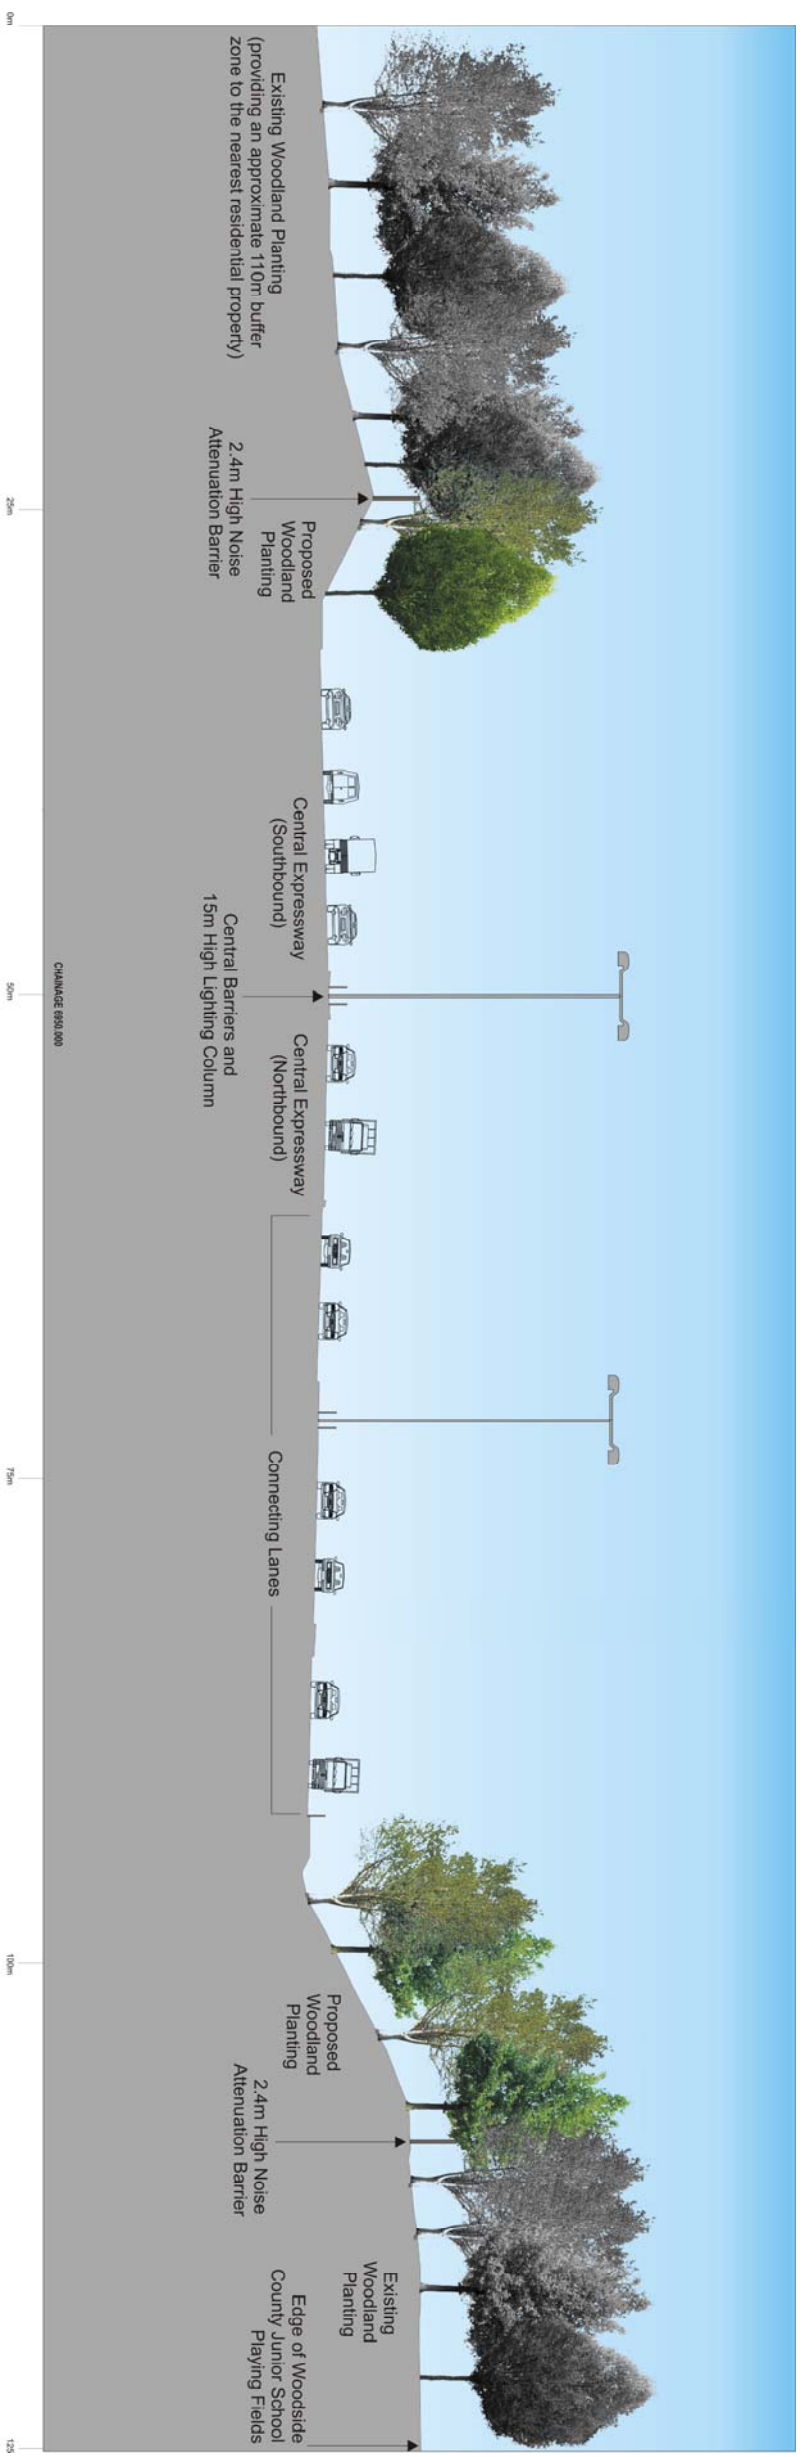 Existing Woodland Planting
(providing an approximate 110m buffer
zone to the nearest residential property)
2.4m High Noise
Attenuation Barrier
Proposed
Woodland
Planting
Central Expressway
(Southbound)
Central Barriers and
15m High Lighting Column
Central Expressway
(Northbound)
Connecting Lanes
Proposed
Woodland
Planting
2.4m High Noise
Attenuation Barrier
Existing
Woodland
Planting
Edge of Woodside
County Junior School
Playing Fields
CHAINAGE 6950.000
0m
25m
50m
75m
100m
125